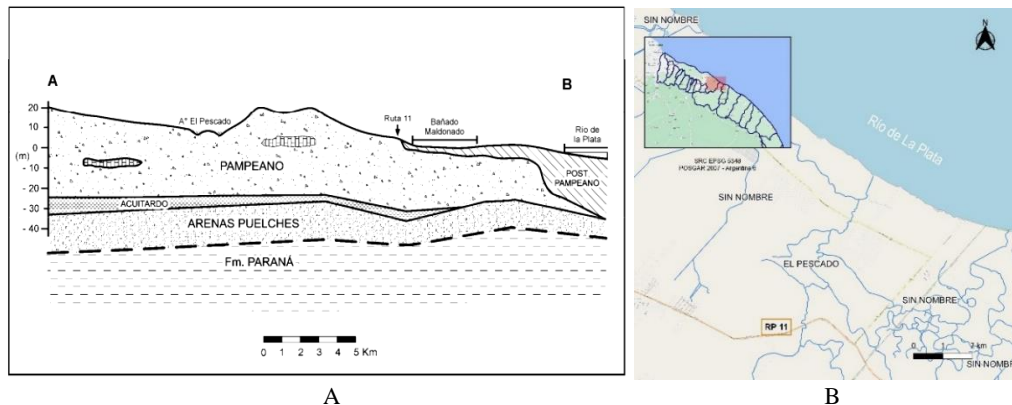 A
B
20
10
0
(m)
- 10
- 20
- 30
- 40
A° El Pescado
Ruta 11
Bañado
Maldonado
Río de
la Plata
PAMPEANO
POST
PAMPEANO
ACUITARDO
ARENAS PUELCHES
Fm. PARANÁ
0 1 2 3 4 5 Km
A
SIN NOMBRE
N
Río de La Plata
SRC EPSG 5348
POSGAR 2007 - Argentina 6
SIN NOMBRE
EL PESCADO
SIN NOMBRE
RP 11
0 1 2 km
SIN NOMBRE
B